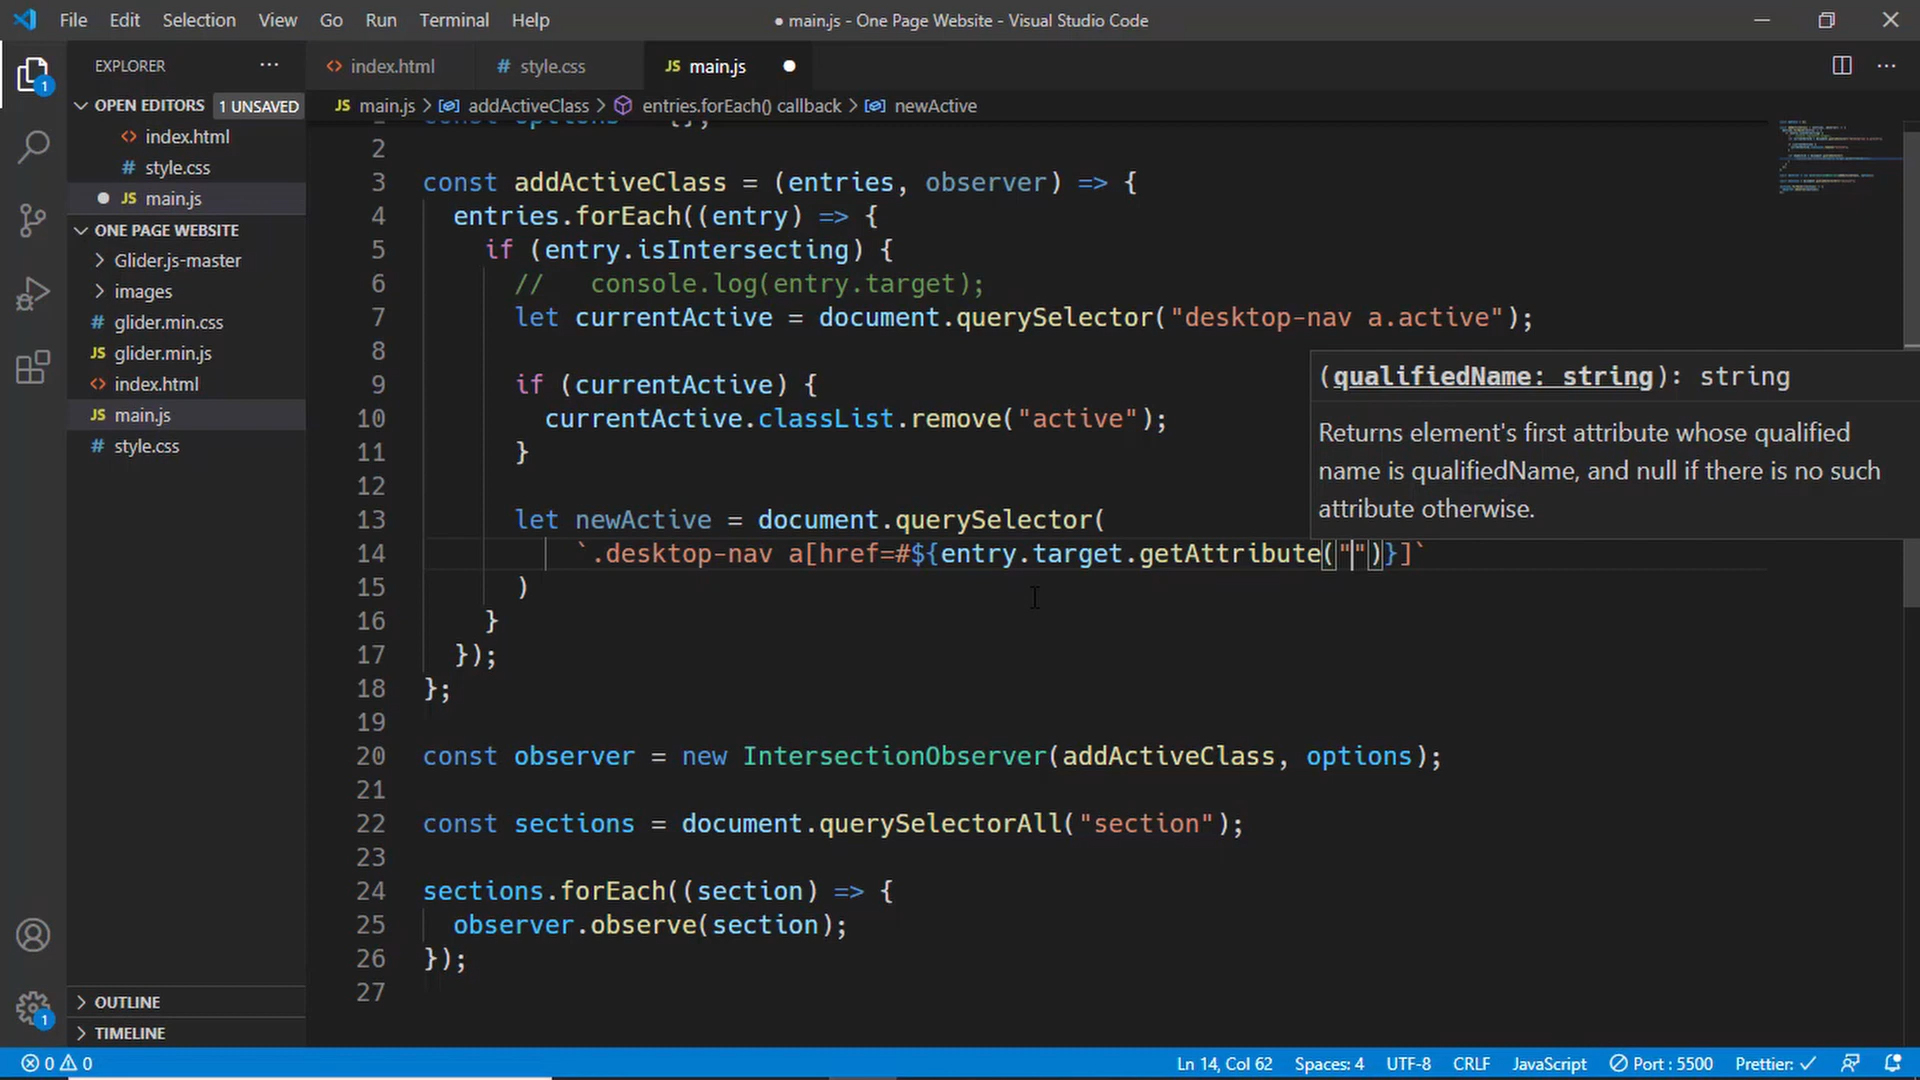 File Edit Selection View Go Run Terminal Help
● main.js - One Page Website - Visual Studio Code
EXPLORER ···
<> index.html
# style.css
JS main.js ●
OPEN EDITORS 1 UNSAVED
main.js > addActiveClass > entries.forEach() callback > newActive
<> index.html
# style.css
● JS main.js
ONE PAGE WEBSITE
> Glider.js-master
> images
# glider.min.css
JS glider.min.js
<> index.html
JS main.js
# style.css
OUTLINE
TIMELINE
2
3 const addActiveClass = (entries, observer) => {
4 entries.forEach((entry) => {
5 if (entry.isIntersecting) {
6 //   console.log(entry.target);
7 let currentActive = document.querySelector("desktop-nav a.active");
8
9 if (currentActive) {
10 currentActive.classList.remove("active");
11 }
12
13 let newActive = document.querySelector(
14 `.desktop-nav a[href=#${entry.target.getAttribute("")}]`
15 )
16 }
17 });
18 };
19
20 const observer = new IntersectionObserver(addActiveClass, options);
21
22 const sections = document.querySelectorAll("section");
23
24 sections.forEach((section) => {
25 observer.observe(section);
26 });
27
(qualifiedName: string): string
Returns element's first attribute whose qualified
name is qualifiedName, and null if there is no such
attribute otherwise.
1
1
0 0 Ln 14, Col 62 Spaces: 4 UTF-8 CRLF JavaScript Port : 5500 Prettier: ✓